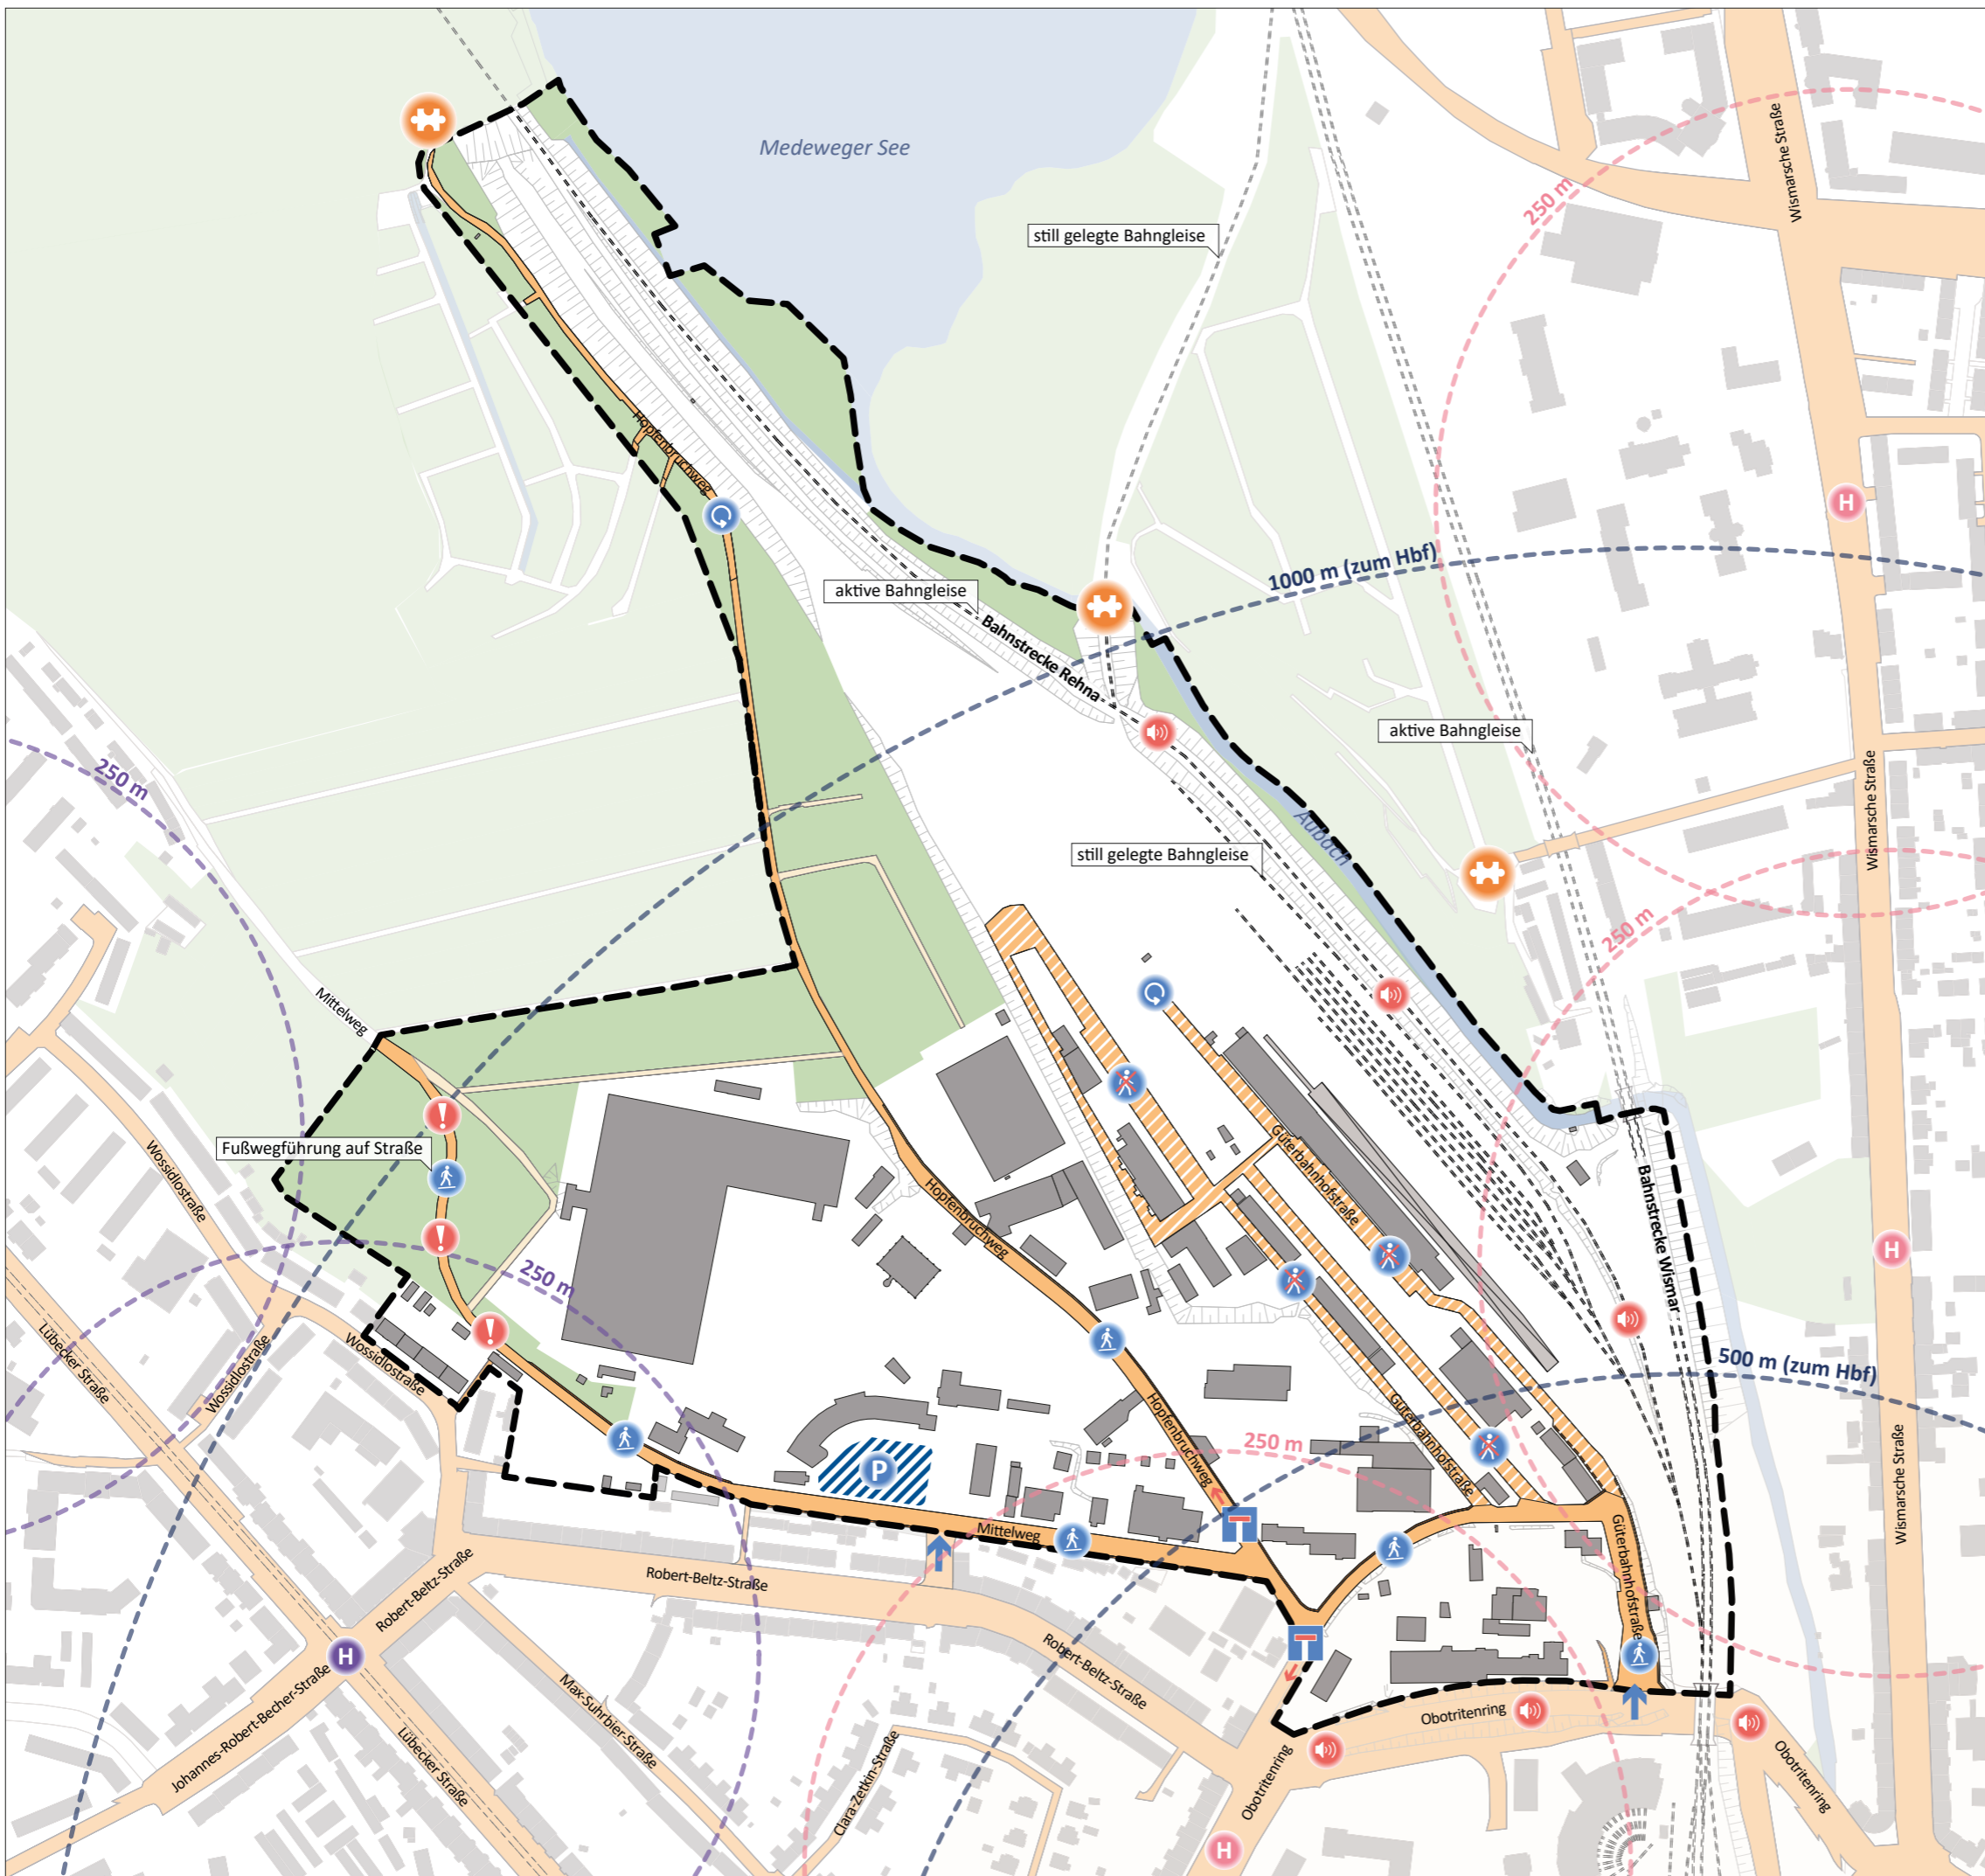 Medeweger See
Wismarsche Straße
250 m
still gelegte Bahngleise
Hopfenbruchweg
H
1000 m (zum Hbf)
aktive Bahngleise
Bahnstrecke Rehna
aktive Bahngleise
250 m
Wismarsche Straße
Aubach
still gelegte Bahngleise
250 m
Mittelweg
Fußwegführung auf Straße
Wossidlostraße
Güterbahnhofstraße
Hopfenbruchweg
Bahnstrecke Wismar
H
250 m
Lübecker Straße
Wossidlostraße
Wossidlostraße
500 m (zum Hbf)
Hopfenbruchweg
Güterbahnhofstraße
250 m
P
Wismarsche Straße
Mittelweg
Güterbahnhofstraße
Robert-Beltz-Straße
Robert-Beltz-Straße
Robert-Beltz-Straße
H
Johannes-Robert-Becher-Straße
Max-Suhrbier-Straße
Lübecker Straße
Clara-Zetkin-Straße
Obotritenring
Obotritenring
Obotritenring
H